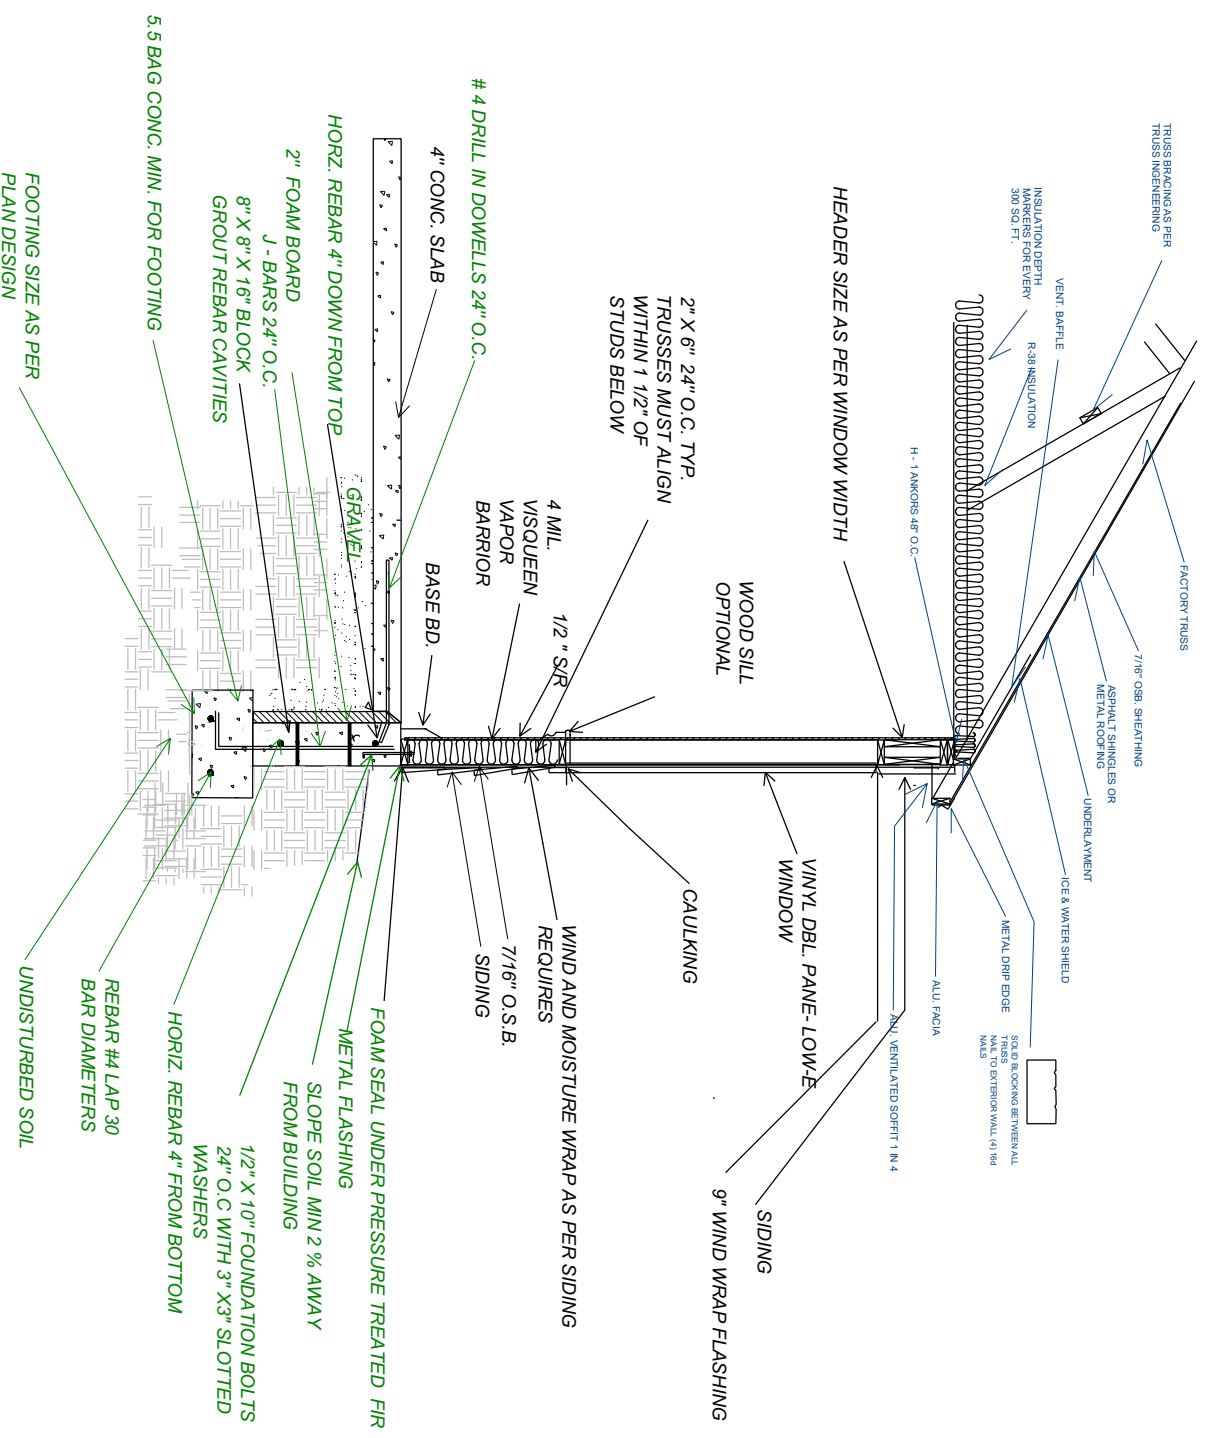 TRUSS BRACING AS PER
TRUSS INGENEERING
INSULATION DEPTH
MARKERS FOR EVERY
300 SQ. FT.
VENT. BAFFLE
R-38 INSULATION
H - 1 ANKORS 48" O.C.
FACTORY TRUSS
7/16" OSB. SHEATHING
ASPHALT SHINGLES OR
METAL ROOFING
UNDERLAYMENT
ICE & WATER SHIELD
METAL DRIP EDGE
ALU. FACIA
ALU. VENTILATED SOFFIT 1 IN 4
SOLID BLOCKING BETWEEN ALL
TRUSS
NAIL TO EXTERIOR WALL (4) 16d
NAILS
HEADER SIZE AS PER WINDOW WIDTH
WOOD SILL
OPTIONAL
2" X 6" 24" O.C. TYP.
TRUSSES MUST ALIGN
WITHIN 1 1/2" OF
STUDS BELOW
1/2 " S/R
4 MIL.
VISQUEEN
VAPOR
BARRIOR
BASE BD.
# 4 DRILL IN DOWELLS 24" O.C.
4" CONC. SLAB
HORZ. REBAR 4" DOWN FROM TOP
GRAVEL
2" FOAM BOARD
J - BARS 24" O.C.
8" X 8" X 16" BLOCK
GROUT REBAR CAVITIES
5.5 BAG CONC. MIN. FOR FOOTING
FOOTING SIZE AS PER
PLAN DESIGN
SIDING
9" WIND WRAP FLASHING
VINYL DBL. PANE- LOW-E
WINDOW
CAULKING
WIND AND MOISTURE WRAP AS PER SIDING
REQUIRES
7/16" O.S.B.
SIDING
FOAM SEAL UNDER PRESSURE TREATED FIR
METAL FLASHING
SLOPE SOIL MIN 2 % AWAY
FROM BUILDING
1/2" X 10" FOUNDATION BOLTS
24" O.C WITH 3" X3" SLOTTED
WASHERS
HORIZ. REBAR 4" FROM BOTTOM
REBAR #4 LAP 30
BAR DIAMETERS
UNDISTURBED SOIL